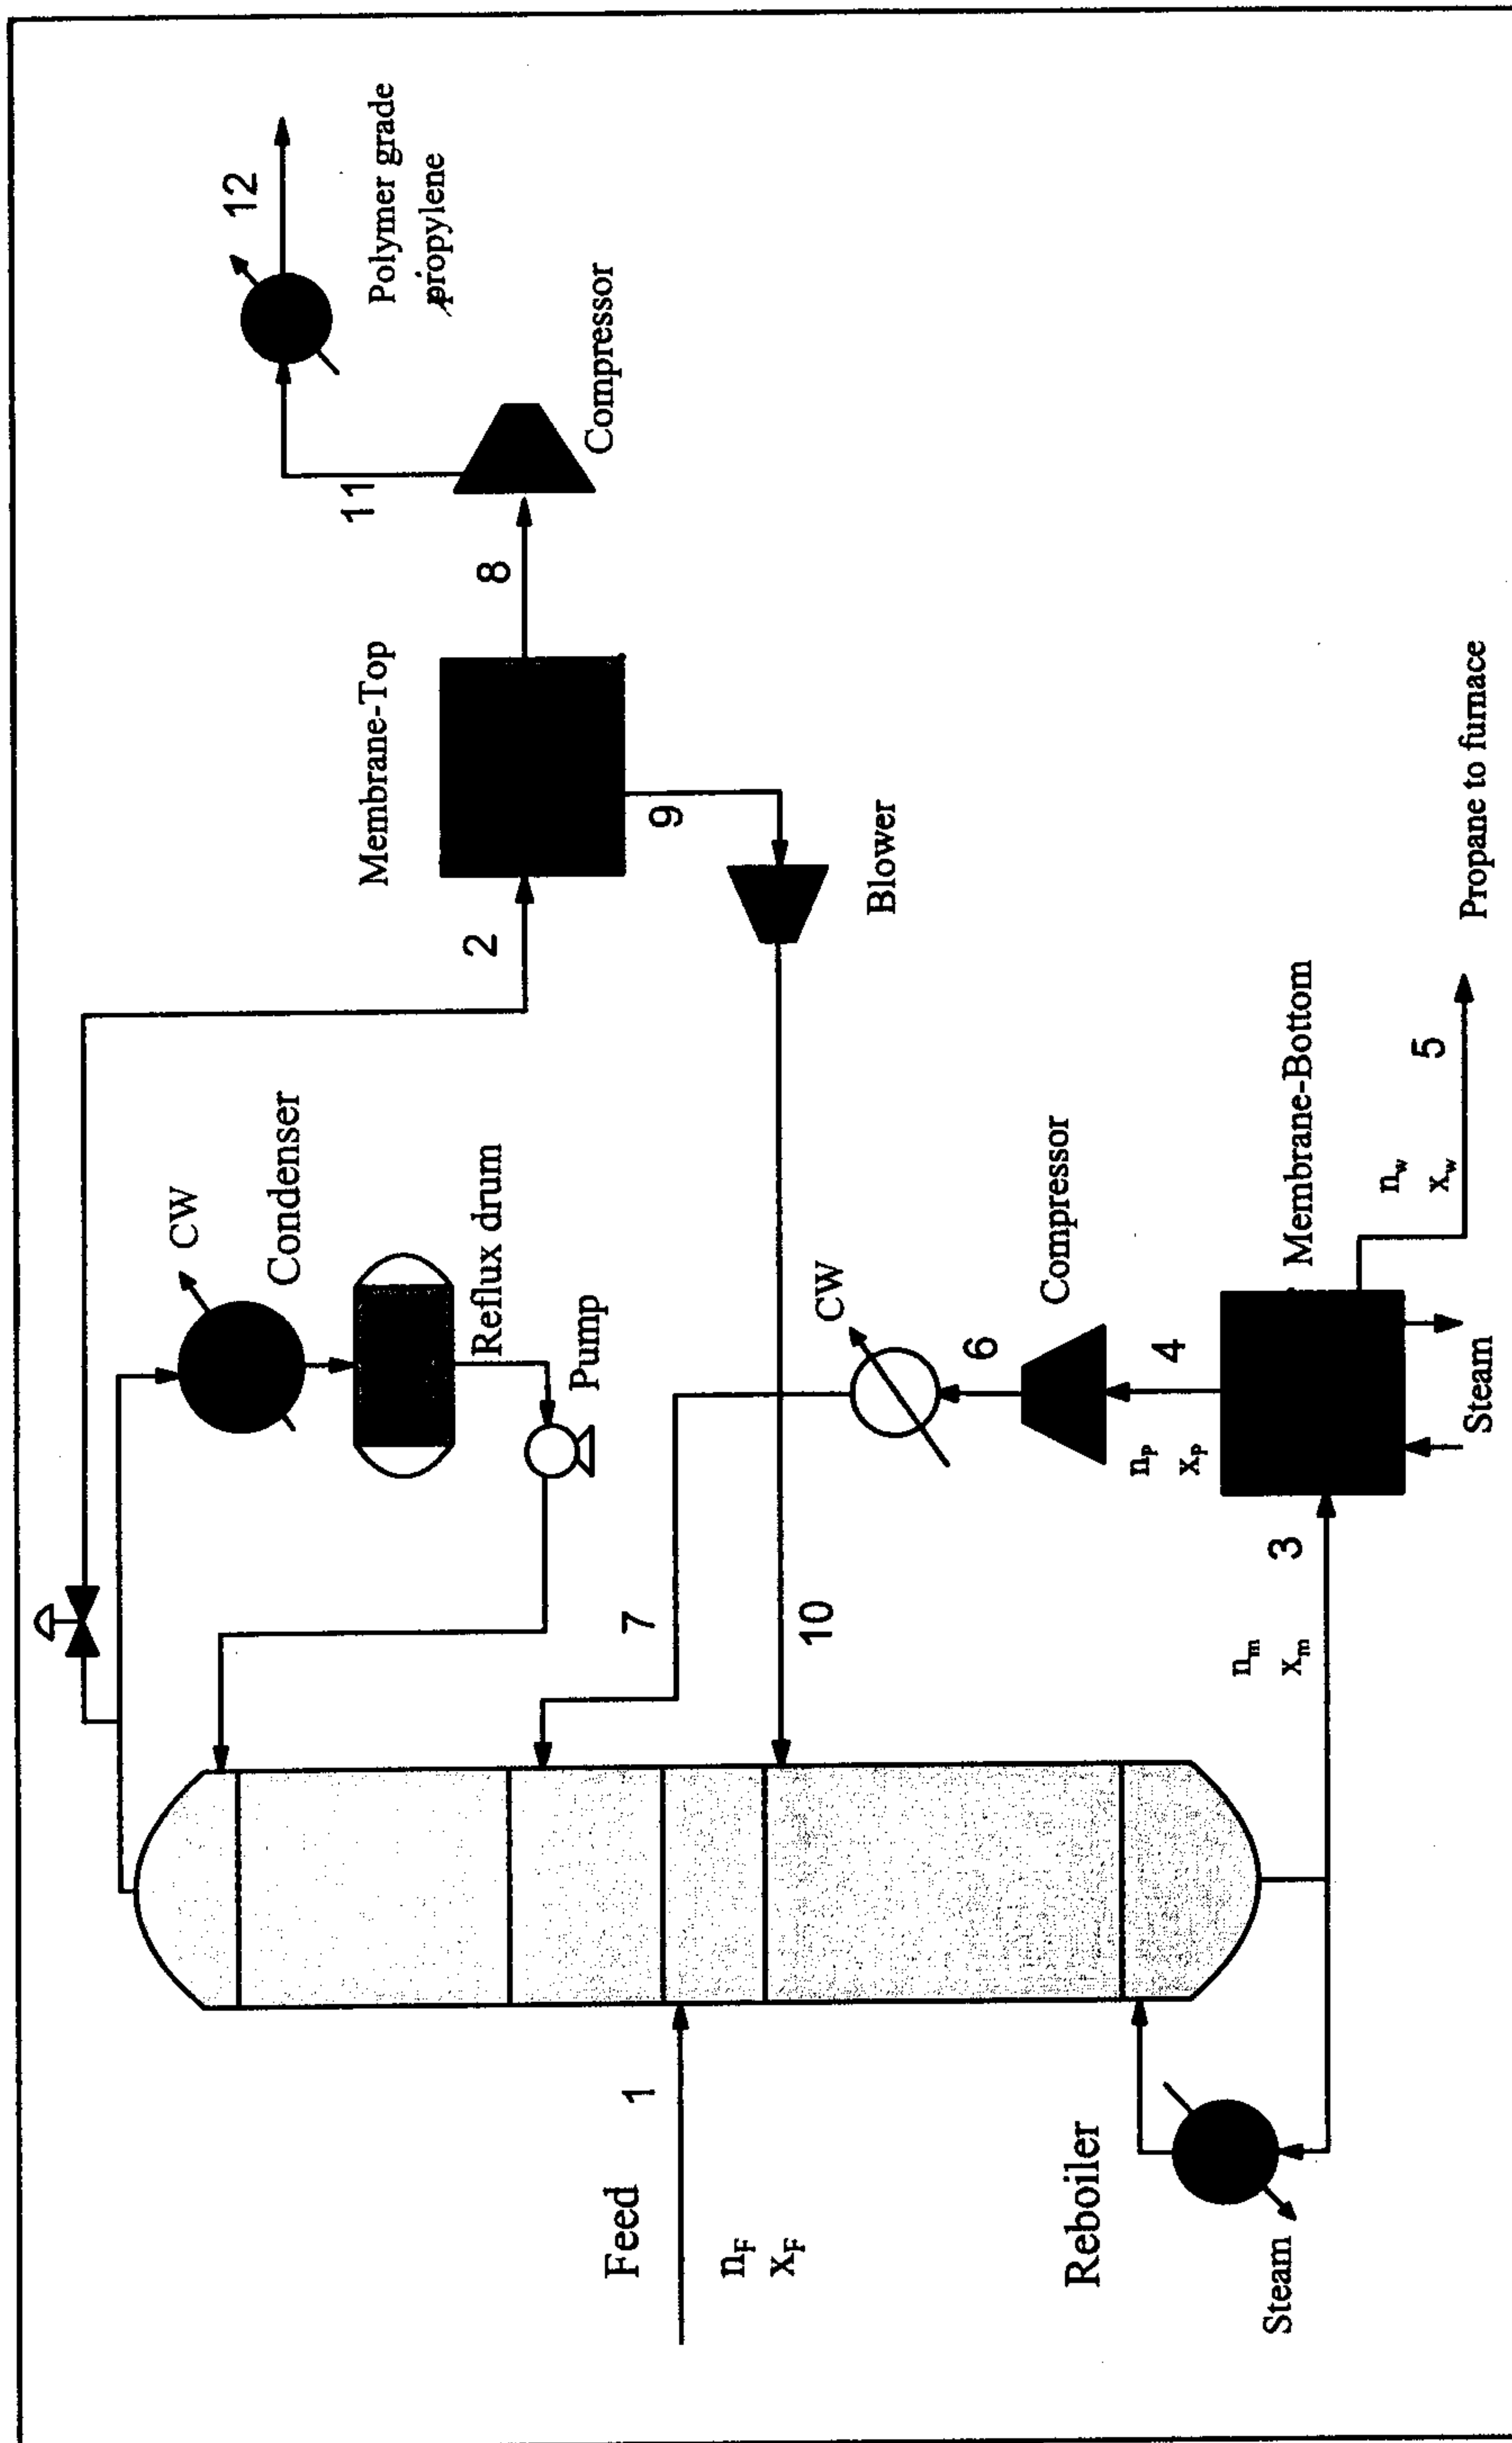 CW
Condenser
Reflux drum
Pump
2
Membrane-Top
8
11
12
Polymer grade
propylene
Compressor
9
Blower
Feed
1
n_F
x_F
7
10
CW
6
Compressor
4
n_p
x_p
Reboiler
Steam
n_m
x_m
3
Membrane-Bottom
Steam
n_w
x_w
5
Propane to furnace